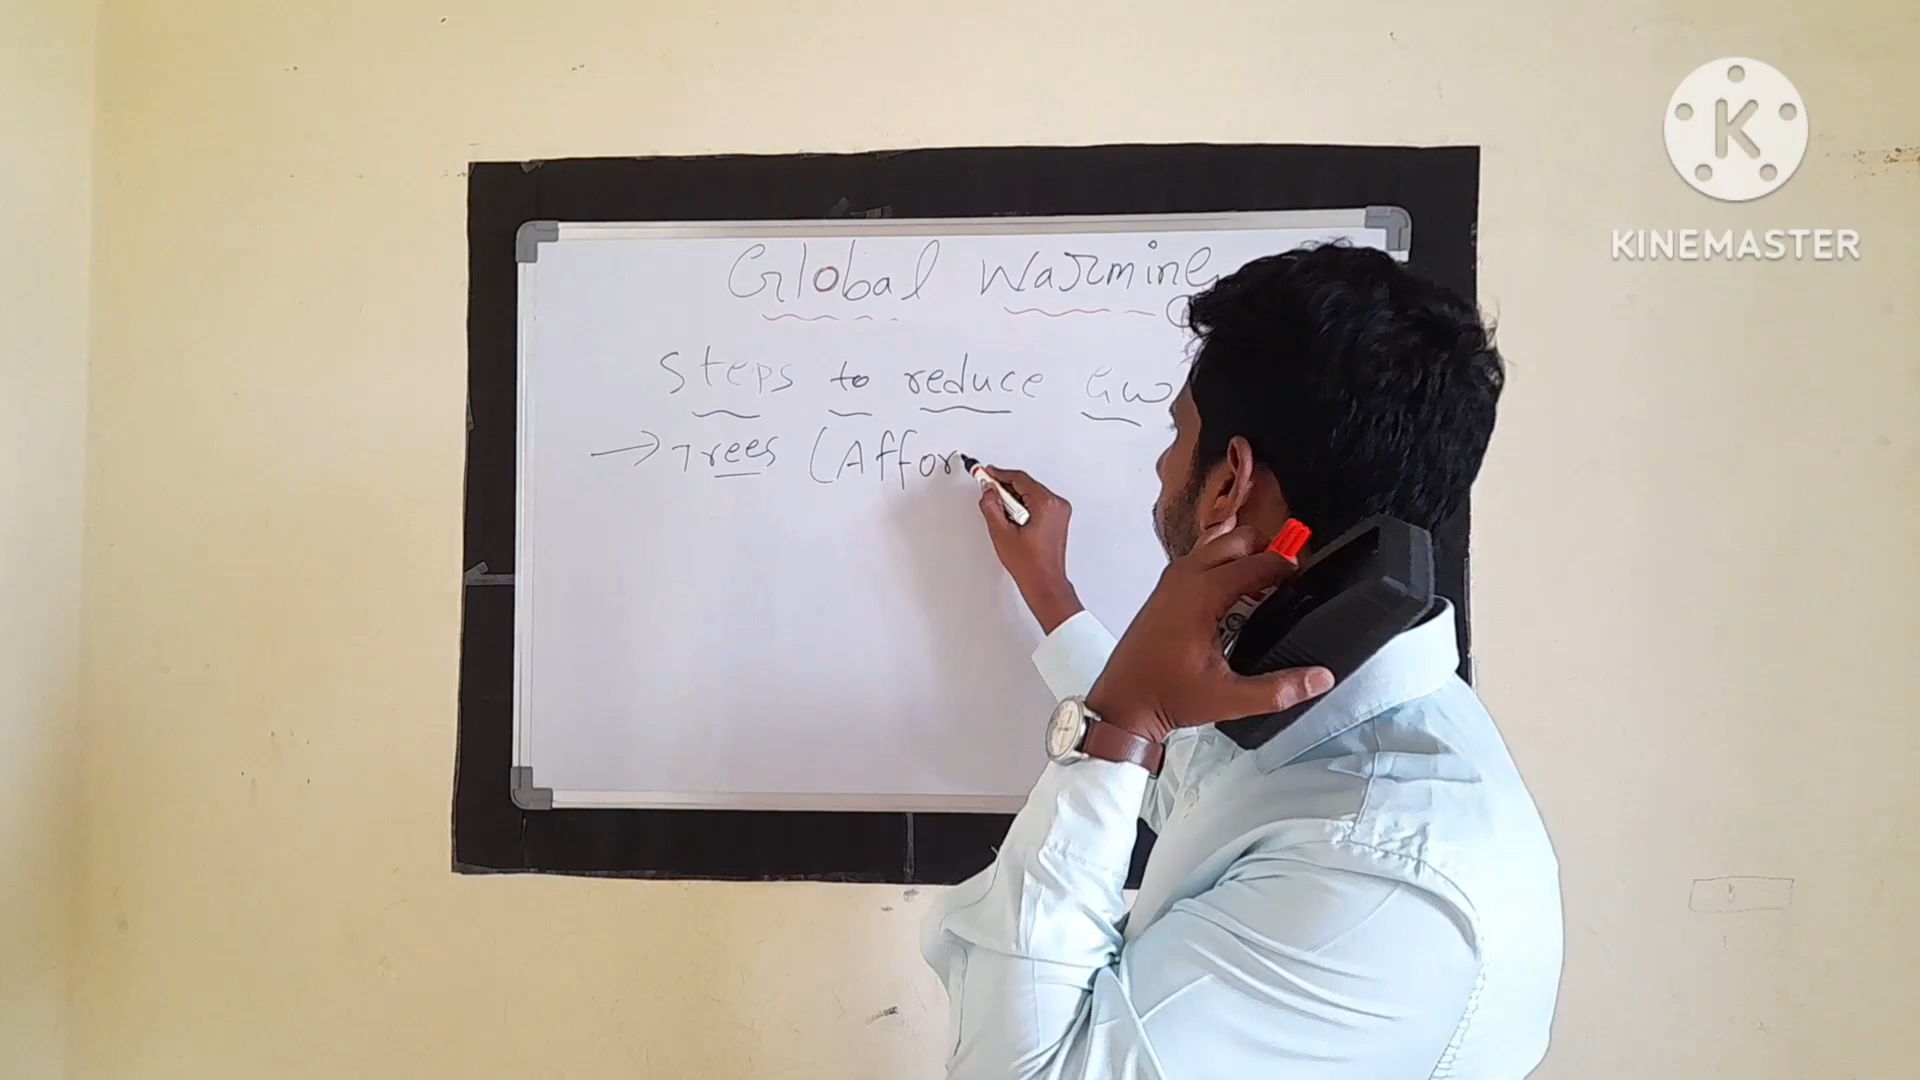 Global Warming
Steps to reduce GW
→ Trees (Affor
K
KINEMASTER